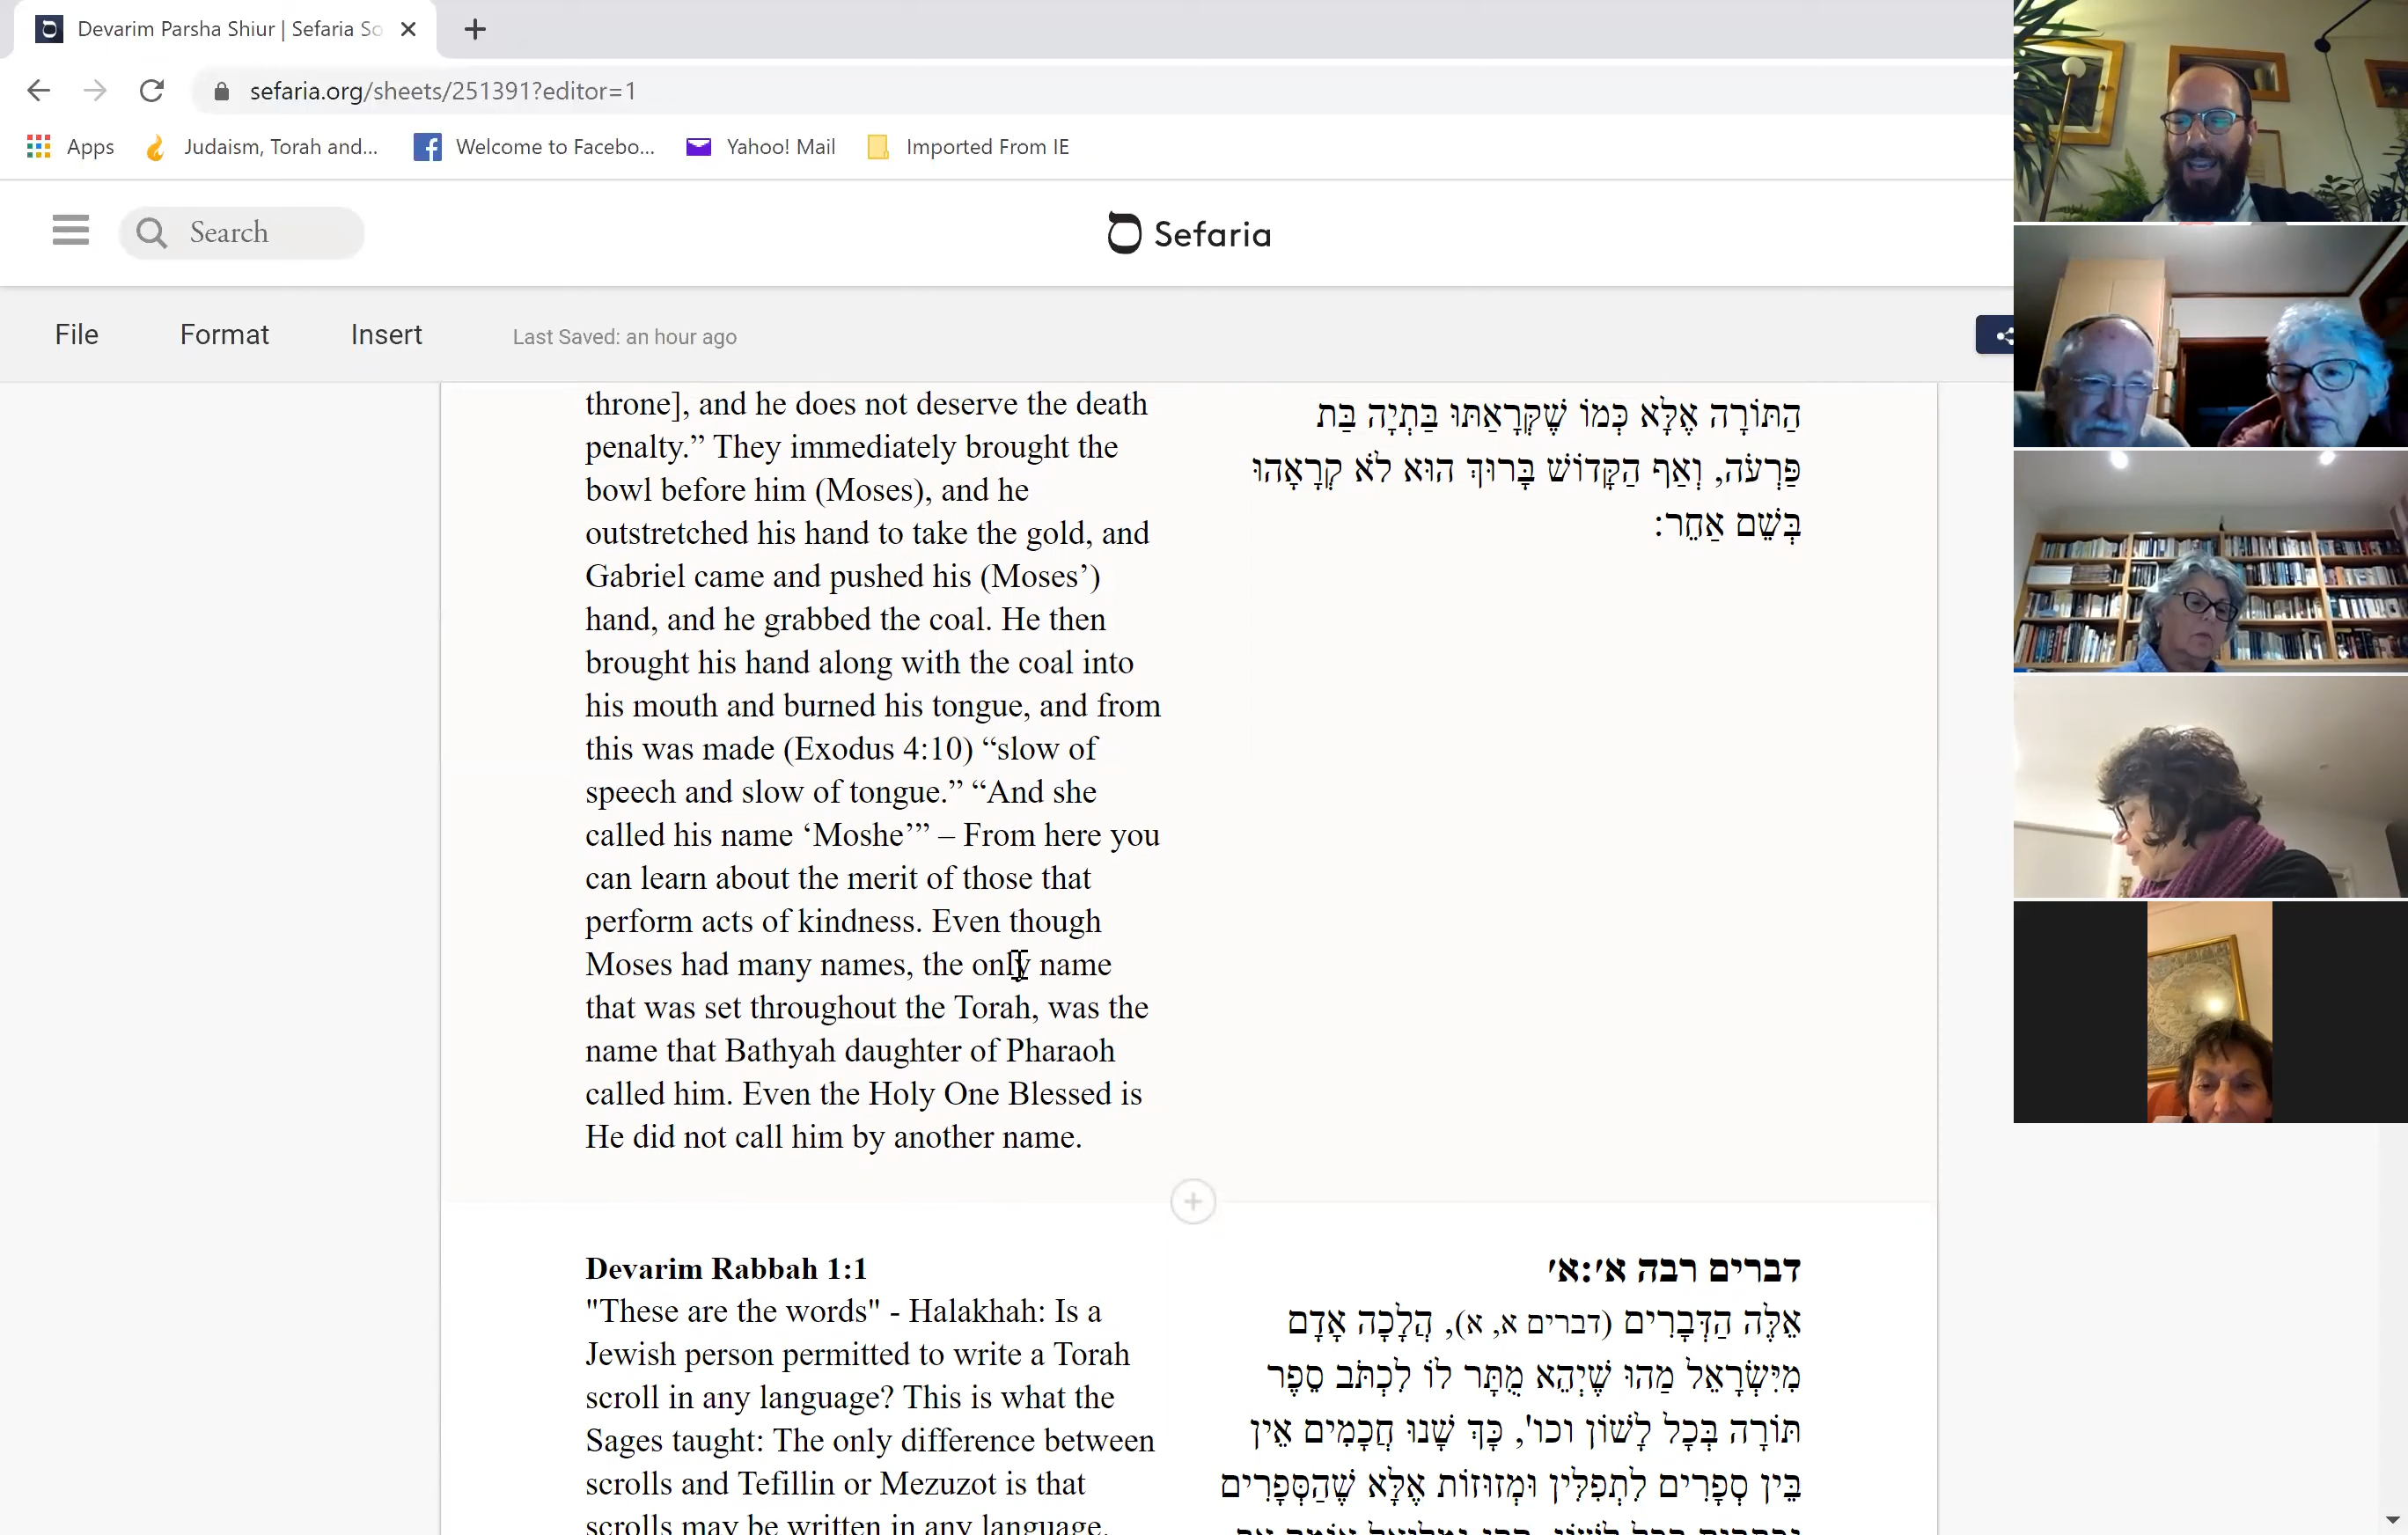 Devarim Parsha Shiur | Sefaria So
sefaria.org/sheets/251391?editor=1
Apps
Judaism, Torah and...
Welcome to Facebo...
Yahoo! Mail
Imported From IE
Search
Sefaria
File
Format
Insert
Last Saved: an hour ago
throne], and he does not deserve the death
penalty.” They immediately brought the
bowl before him (Moses), and he
outstretched his hand to take the gold, and
Gabriel came and pushed his (Moses’)
hand, and he grabbed the coal. He then
brought his hand along with the coal into
his mouth and burned his tongue, and from
this was made (Exodus 4:10) “slow of
speech and slow of tongue.” “And she
called his name ‘Moshe’” – From here you
can learn about the merit of those that
perform acts of kindness. Even though
Moses had many names, the only name
that was set throughout the Torah, was the
name that Bathyah daughter of Pharaoh
called him. Even the Holy One Blessed is
He did not call him by another name.
הַתּוֹרָה אֶלָּא כְּמוֹ שֶׁקְּרָאַתּוּ בַּתְיָה בַּת
פַּרְעֹה, וְאַף הַקָּדוֹשׁ בָּרוּךְ הוּא לֹא קְרָאָהוּ
בְּשֵׁם אַחֵר:
Devarim Rabbah 1:1
"These are the words" - Halakhah: Is a
Jewish person permitted to write a Torah
scroll in any language? This is what the
Sages taught: The only difference between
scrolls and Tefillin or Mezuzot is that
scrolls may be written in any language.
דברים רבה א׳:א׳
אֵלֶּה הַדְּבָרִים (דברים א, א), הֲלָכָה אָדָם
מִיִּשְׂרָאֵל מַהוּ שֶׁיְּהֵא מֻתָּר לוֹ לִכְתֹּב סֵפֶר
תּוֹרָה בְּכָל לָשׁוֹן וכו', כָּךְ שָׁנוּ חֲכָמִים אֵין
בֵּין סְפָרִים לִתְפִלִּין וּמְזוּזוֹת אֶלָּא שֶׁהַסְּפָרִים